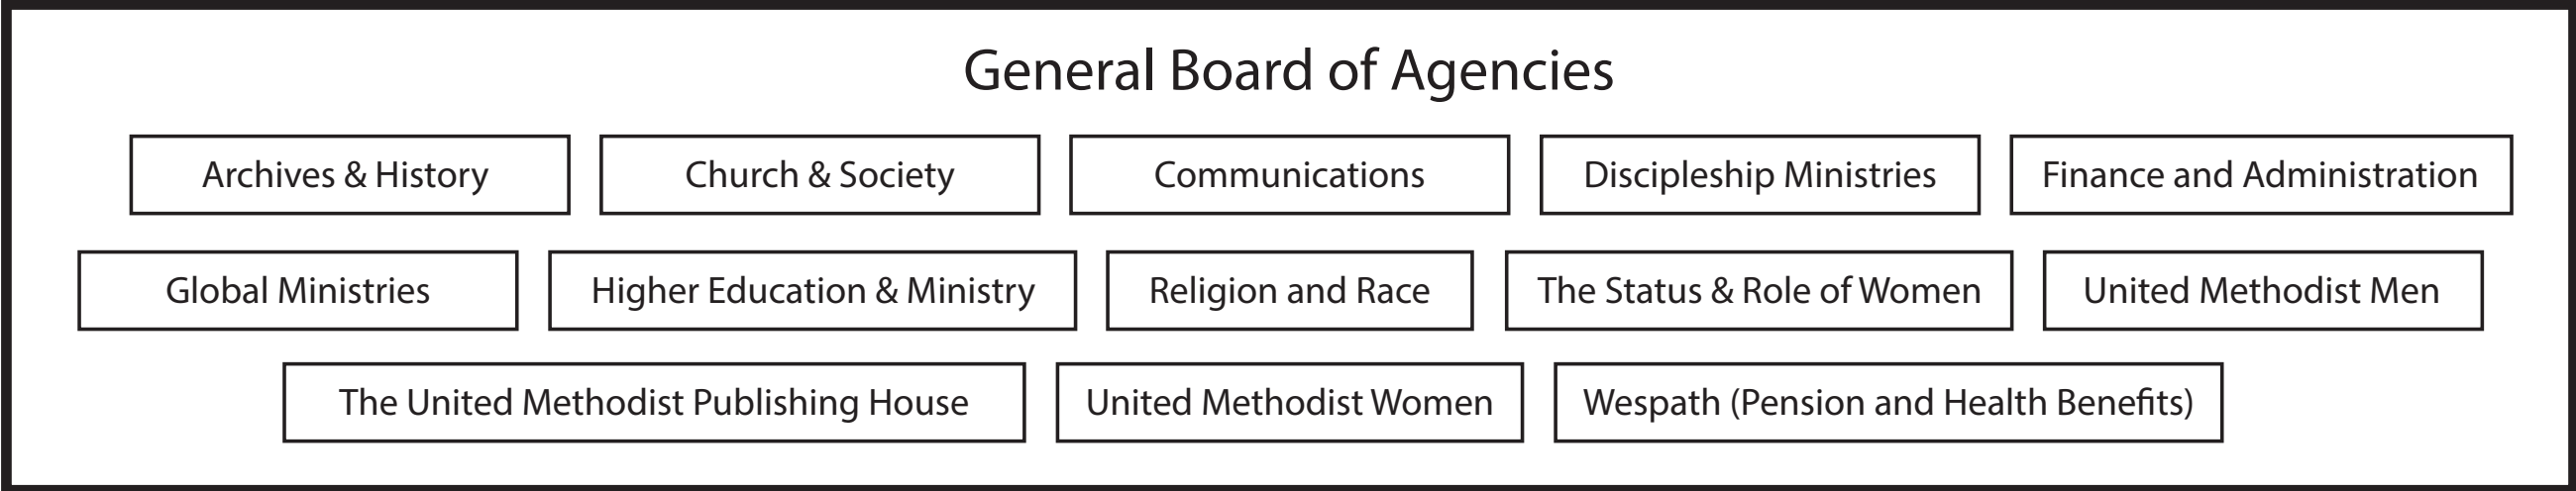 General Board of Agencies
Archives & History
Church & Society
Communications
Discipleship Ministries
Finance and Administration
Global Ministries
Higher Education & Ministry
Religion and Race
The Status & Role of Women
United Methodist Men
The United Methodist Publishing House
United Methodist Women
Wespath (Pension and Health Benefits)